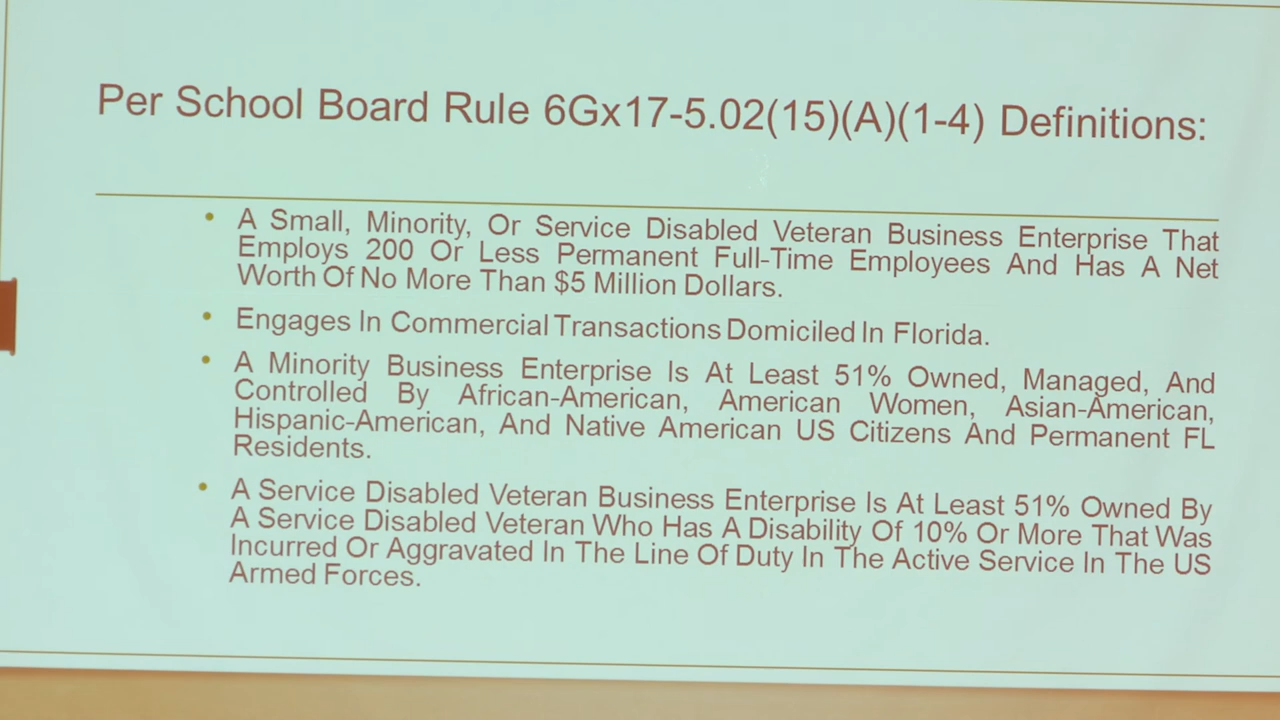 Per School Board Rule 6Gx17-5.02(15)(A)(1-4) Definitions:
• A Small, Minority, Or Service Disabled Veteran Business Enterprise That
Employs 200 Or Less Permanent Full-Time Employees And Has A Net
Worth Of No More Than $5 Million Dollars.
• Engages In Commercial Transactions Domiciled In Florida.
• A Minority Business Enterprise Is At Least 51% Owned, Managed, And
Controlled By African-American, American Women, Asian-American,
Hispanic-American, And Native American US Citizens And Permanent FL
Residents.
• A Service Disabled Veteran Business Enterprise Is At Least 51% Owned By
A Service Disabled Veteran Who Has A Disability Of 10% Or More That Was
Incurred Or Aggravated In The Line Of Duty In The Active Service In The US
Armed Forces.